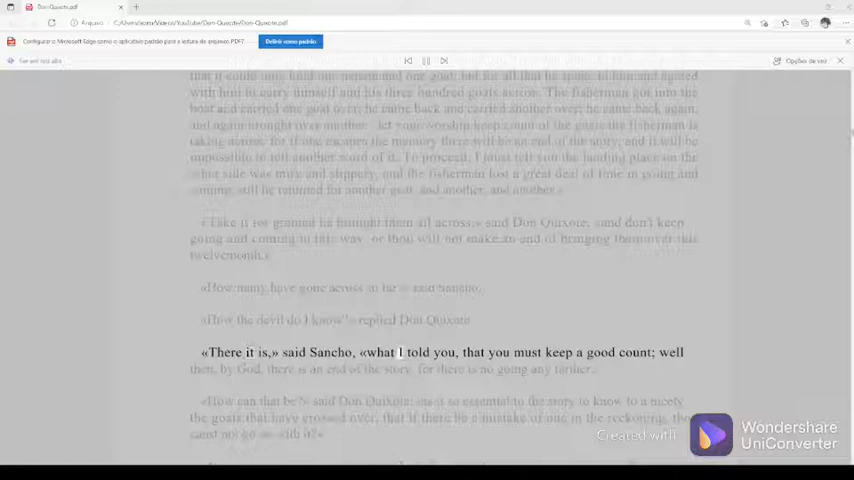 Don-Quixote.pdf
Arquivo C:/Users/ /Videos/YouTube/Don-Quixote/Don-Quixote.pdf
Configurar o Microsoft Edge como o aplicativo padrão para a leitura de arquivos PDF? Definir como padrão
Ler em voz alta Opções de voz
that it could only hold one person and one goat; but for all that he spoke to him and agreed
with him to carry himself and his three hundred goats across. The fisherman got into the
boat and carried one goat over; he came back and carried another over; he came back again,
and again brought over another let your worship keep count of the goats the fisherman is
taking across, for if one escapes the memory there will be an end of the story, and it will be
impossible to tell another word of it. To proceed, I must tell you the landing place on the
other side was miry and slippery, and the fisherman lost a great deal of time in going and
coming; still he returned for another goat, and another, and another.»
«Take it for granted he brought them all across,» said Don Quixote, «and don't keep
going and coming in this way, or thou will not make an end of bringing them over this
twelvemonth.»
«How many have gone across so far?» said Sancho.
«How the devil do I know?» replied Don Quixote.
«There it is,» said Sancho, «what I told you, that you must keep a good count; well
then, by God, there is an end of the story, for there is no going any farther.»
«How can that be?» said Don Quixote; «is it so essential to the story to know to a nicety
the goats that have crossed over, that if there be a mistake of one in the reckoning, thou
canst not go on with it?»
Created with Wondershare
UniConverter